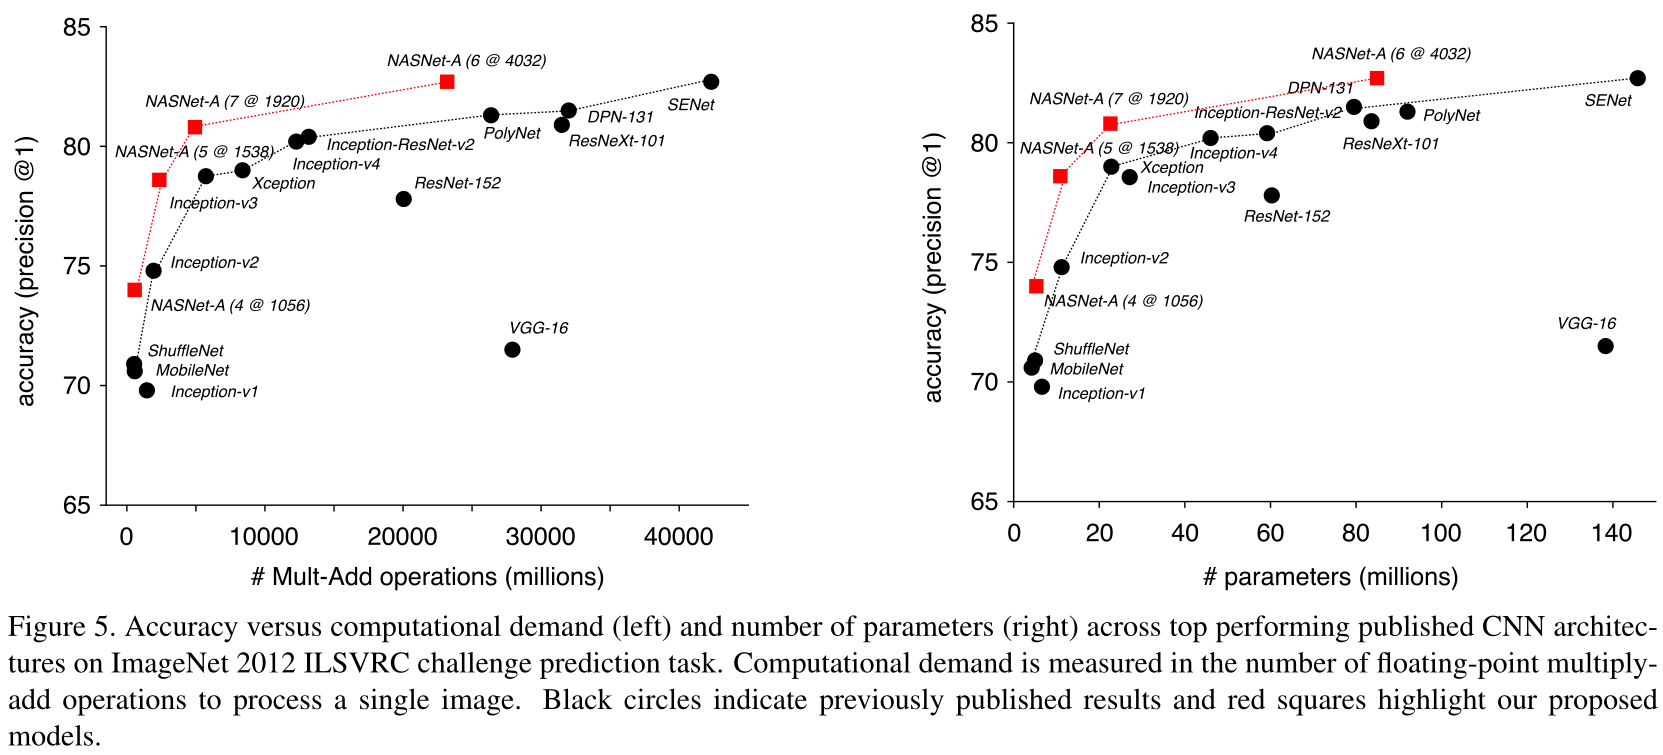 85
80
75
70
65
accuracy (precision @1)
NASNet-A (6 @ 4032)
NASNet-A (7 @ 1920)
SENet
DPN-131
PolyNet
ResNeXt-101
Inception-ResNet-v2
NASNet-A (5 @ 1538)
Inception-v4
Xception
ResNet-152
Inception-v3
Inception-v2
NASNet-A (4 @ 1056)
VGG-16
ShuffleNet
MobileNet
Inception-v1
0 10000 20000 30000 40000
# Mult-Add operations (millions)
85
80
75
70
65
accuracy (precision @1)
NASNet-A (6 @ 4032)
DPN-131
NASNet-A (7 @ 1920)
SENet
Inception-ResNet-v2
PolyNet
ResNeXt-101
NASNet-A (5 @ 1538)
Inception-v4
Xception
Inception-v3
ResNet-152
Inception-v2
NASNet-A (4 @ 1056)
VGG-16
ShuffleNet
MobileNet
Inception-v1
0 20 40 60 80 100 120 140
# parameters (millions)
Figure 5. Accuracy versus computational demand (left) and number of parameters (right) across top performing published CNN architec-
tures on ImageNet 2012 ILSVRC challenge prediction task. Computational demand is measured in the number of floating-point multiply-
add operations to process a single image. Black circles indicate previously published results and red squares highlight our proposed
models.